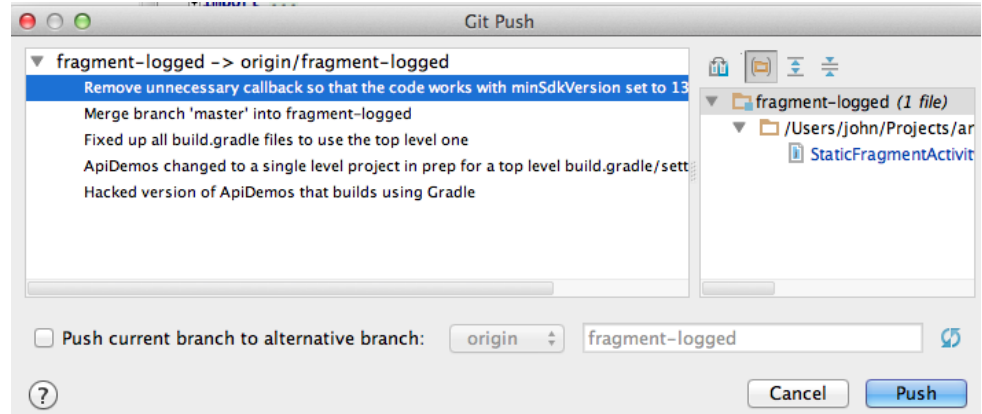 Git Push
fragment-logged -> origin/fragment-logged
Remove unnecessary callback so that the code works with minSdkVersion set to 13
Merge branch 'master' into fragment-logged
Fixed up all build.gradle files to use the top level one
ApiDemos changed to a single level project in prep for a top level build.gradle/sett
Hacked version of ApiDemos that builds using Gradle
fragment-logged (1 file)
/Users/john/Projects/ar
StaticFragmentActivit
Push current branch to alternative branch:
origin
fragment-logged
?
Cancel
Push